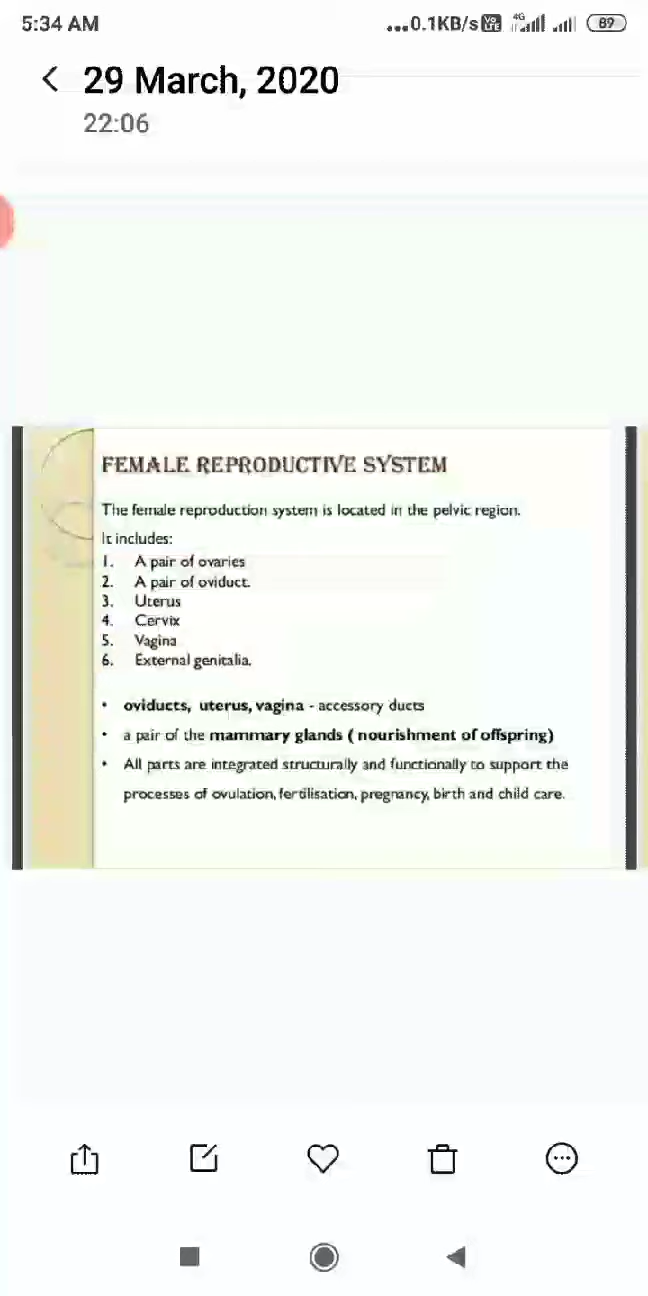 5:34 AM
...0.1KB/s Vo LTE 4G 89
29 March, 2020
22:06
FEMALE REPRODUCTIVE SYSTEM
The female reproduction system is located in the pelvic region.
It includes:
1. A pair of ovaries
2. A pair of oviduct.
3. Uterus
4. Cervix
5. Vagina
6. External genitalia.
• oviducts, uterus, vagina - accessory ducts
• a pair of the mammary glands ( nourishment of offspring)
• All parts are integrated structurally and functionally to support the
processes of ovulation, fertilisation, pregnancy, birth and child care.